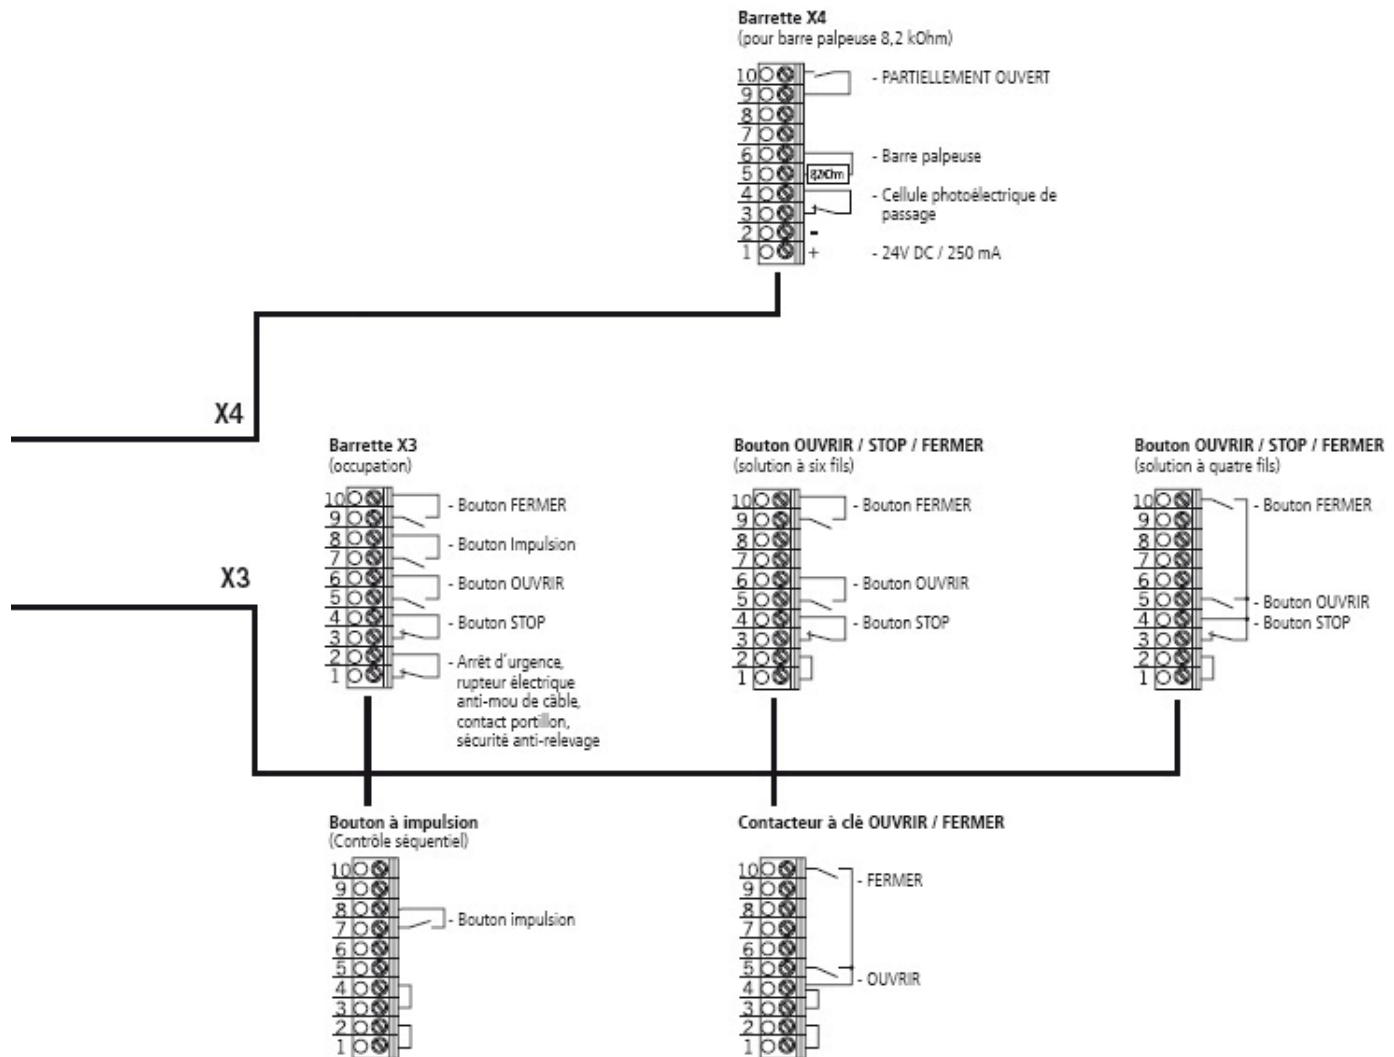 Barrette X4
(pour barre palpeuse 8,2 kOhm)
10
9
8
7
6
5
4
3
2
1
- PARTIELLEMENT OUVERT
- Barre palpeuse
8,2kOhm
- Cellule photoélectrique de
passage
-
+
- 24V DC / 250 mA
X4
X3
Barrette X3
(occupation)
10
9
8
7
6
5
4
3
2
1
- Bouton FERMER
- Bouton Impulsion
- Bouton OUVRIR
- Bouton STOP
- Arrêt d´urgence,
rupteur électrique
anti-mou de câble,
contact portillon,
sécurité anti-relevage
Bouton OUVRIR / STOP / FERMER
(solution à six fils)
10
9
8
7
6
5
4
3
2
1
- Bouton FERMER
- Bouton OUVRIR
- Bouton STOP
Bouton OUVRIR / STOP / FERMER
(solution à quatre fils)
10
9
8
7
6
5
4
3
2
1
- Bouton FERMER
- Bouton OUVRIR
- Bouton STOP
Bouton à impulsion
(Contrôle séquentiel)
10
9
8
7
6
5
4
3
2
1
- Bouton impulsion
Contacteur à clé OUVRIR / FERMER
10
9
8
7
6
5
4
3
2
1
- FERMER
- OUVRIR